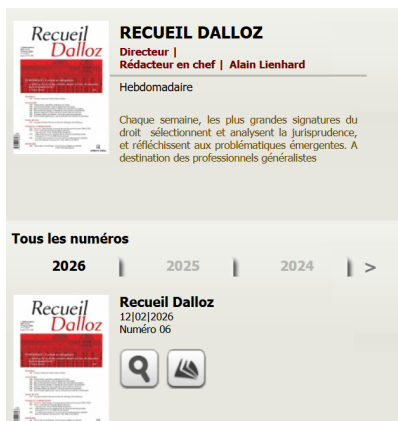 Recueil
Dalloz
RECUEIL DALLOZ
Directeur |
Rédacteur en chef | Alain Lienhard
Hebdomadaire
Chaque semaine, les plus grandes signatures du
droit sélectionnent et analysent la jurisprudence,
et réfléchissent aux problématiques émergentes. A
destination des professionnels généralistes
Tous les numéros
2026
2025
2024
>
Recueil
Dalloz
Recueil Dalloz
12|02|2026
Numéro 06